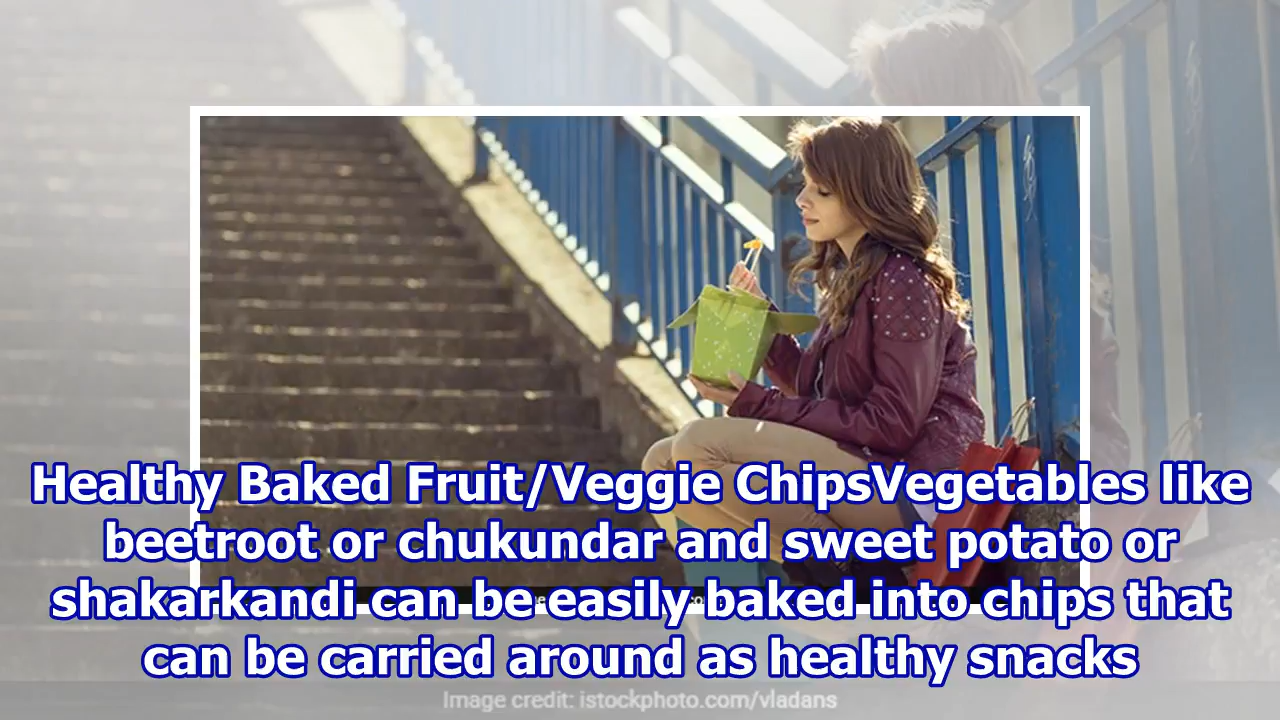 Healthy Baked Fruit/Veggie ChipsVegetables like
beetroot or chukundar and sweet potato or
shakarkandi can be easily baked into chips that
can be carried around as healthy snacks
Image credit: istockphoto.com/vladans